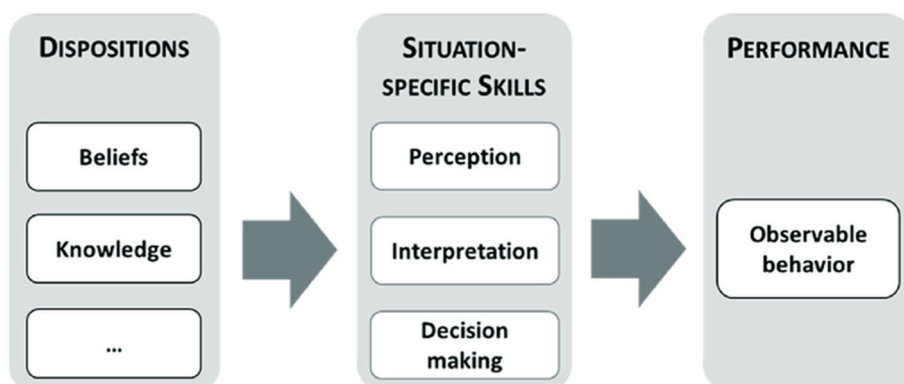 DISPOSITIONS
Beliefs
Knowledge
...
SITUATION-
SPECIFIC SKILLS
Perception
Interpretation
Decision
making
PERFORMANCE
Observable
behavior